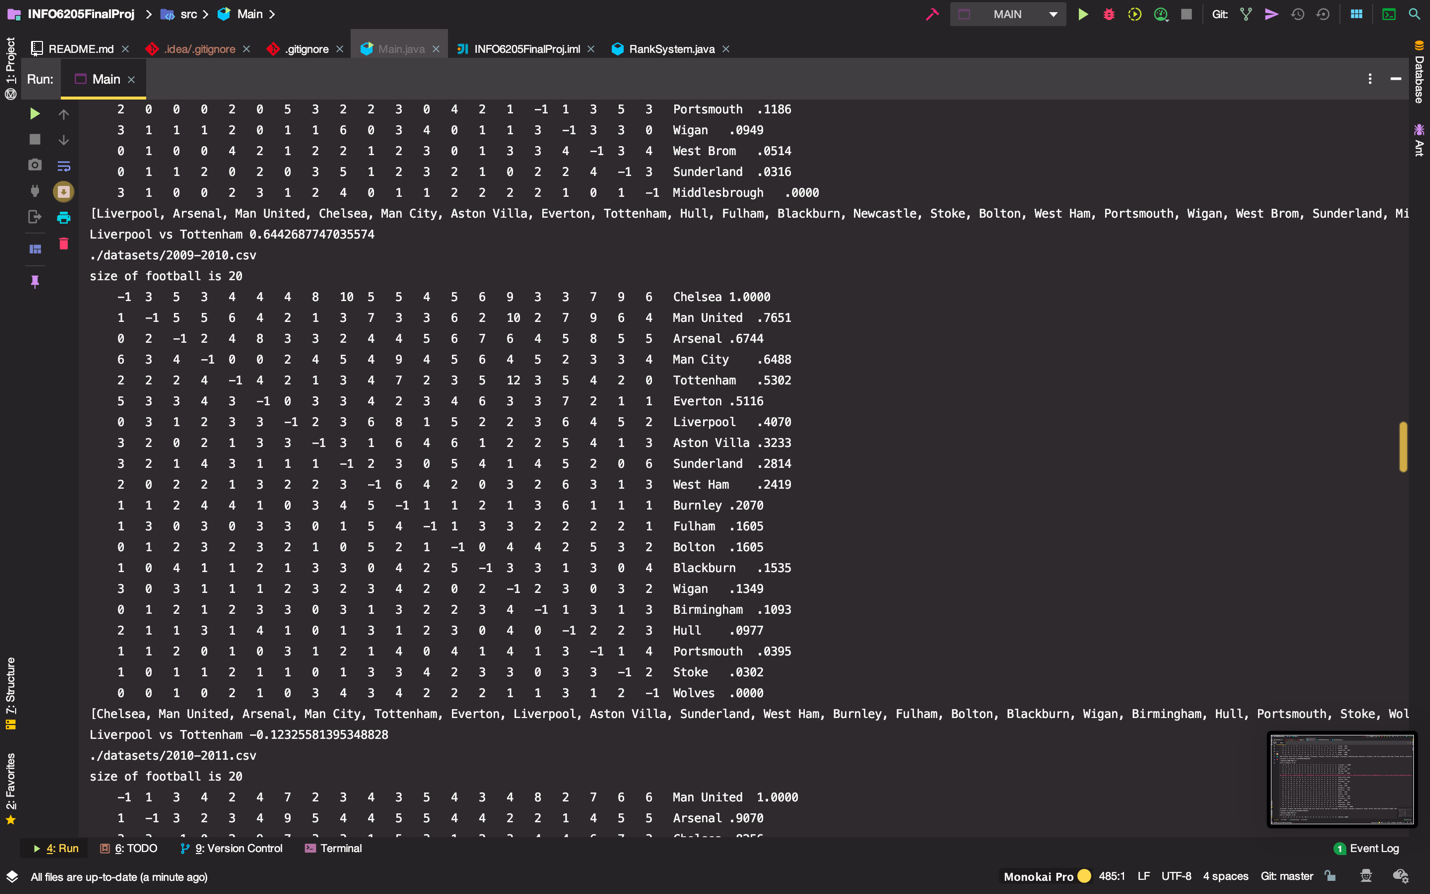 INFO6205FinalProj > src > Main >
MAIN
Git:
README.md × .idea/.gitignore × .gitignore × Main.java × INFO6205FinalProj.iml × RankSystem.java ×
1: Project
Database
Ant
Run: Main ×
2 0 0 0 2 0 5 3 2 2 3 0 4 2 1 -1 1 3 5 3 Portsmouth .1186
3 1 1 1 2 0 1 1 6 0 3 4 0 1 1 3 -1 3 3 0 Wigan .0949
0 1 0 0 4 2 1 2 2 1 2 3 0 1 3 3 4 -1 3 4 West Brom .0514
0 1 1 2 0 2 0 3 5 1 2 3 2 1 0 2 2 4 -1 3 Sunderland .0316
3 1 0 0 2 3 1 2 4 0 1 1 2 2 2 2 1 0 1 -1 Middlesbrough .0000
[Liverpool, Arsenal, Man United, Chelsea, Man City, Aston Villa, Everton, Tottenham, Hull, Fulham, Blackburn, Newcastle, Stoke, Bolton, West Ham, Portsmouth, Wigan, West Brom, Sunderland, Mi
Liverpool vs Tottenham 0.6442687747035574
./datasets/2009-2010.csv
size of football is 20
-1 3 5 3 4 4 4 8 10 5 5 4 5 6 9 3 3 7 9 6 Chelsea 1.0000
1 -1 5 5 6 4 2 1 3 7 3 3 6 2 10 2 7 9 6 4 Man United .7651
0 2 -1 2 4 8 3 3 2 4 4 5 6 7 6 4 5 8 5 5 Arsenal .6744
6 3 4 -1 0 0 2 4 5 4 9 4 5 6 4 5 2 3 3 4 Man City .6488
2 2 2 4 -1 4 2 1 3 4 7 2 3 5 12 3 5 4 2 0 Tottenham .5302
5 3 3 4 3 -1 0 3 3 4 2 3 4 6 3 3 7 2 1 1 Everton .5116
0 3 1 2 3 3 -1 2 3 6 8 1 5 2 2 3 6 4 5 2 Liverpool .4070
3 2 0 2 1 3 3 -1 3 1 6 4 6 1 2 2 5 4 1 3 Aston Villa .3233
3 2 1 4 3 1 1 1 -1 2 3 0 5 4 1 4 5 2 0 6 Sunderland .2814
2 0 2 2 1 3 2 2 3 -1 6 4 2 0 3 2 6 3 1 3 West Ham .2419
1 1 2 4 4 1 0 3 4 5 -1 1 1 2 1 3 6 1 1 1 Burnley .2070
1 3 0 3 0 3 3 0 1 5 4 -1 1 3 3 2 2 2 2 1 Fulham .1605
0 1 2 3 2 3 2 1 0 5 2 1 -1 0 4 4 2 5 3 2 Bolton .1605
1 0 4 1 1 2 1 3 3 0 4 2 5 -1 3 3 1 3 0 4 Blackburn .1535
3 0 3 1 1 1 2 3 2 3 4 2 0 2 -1 2 3 0 3 2 Wigan .1349
0 1 2 1 2 3 3 0 3 1 3 2 2 3 4 -1 1 3 1 3 Birmingham .1093
2 1 1 3 1 4 1 0 1 3 1 2 3 0 4 0 -1 2 2 3 Hull .0977
1 1 2 0 1 0 3 1 2 1 4 0 4 1 4 1 3 -1 1 4 Portsmouth .0395
1 0 1 1 2 1 1 0 1 3 3 4 2 3 3 0 3 3 -1 2 Stoke .0302
0 0 1 0 2 1 0 3 4 3 4 2 2 2 1 1 3 1 2 -1 Wolves .0000
[Chelsea, Man United, Arsenal, Man City, Tottenham, Everton, Liverpool, Aston Villa, Sunderland, West Ham, Burnley, Fulham, Bolton, Blackburn, Wigan, Birmingham, Hull, Portsmouth, Stoke, Wol
Liverpool vs Tottenham -0.12325581395348828
./datasets/2010-2011.csv
size of football is 20
-1 1 3 4 2 4 7 2 3 4 3 5 4 3 4 8 2 7 6 6 Man United 1.0000
1 -1 3 2 3 4 9 5 4 4 5 5 4 4 2 2 1 4 5 5 Arsenal .9070
7: Structure
2: Favorites
4: Run 6: TODO 9: Version Control Terminal
1 Event Log
All files are up-to-date (a minute ago)
Monokai Pro 485:1 LF UTF-8 4 spaces Git: master